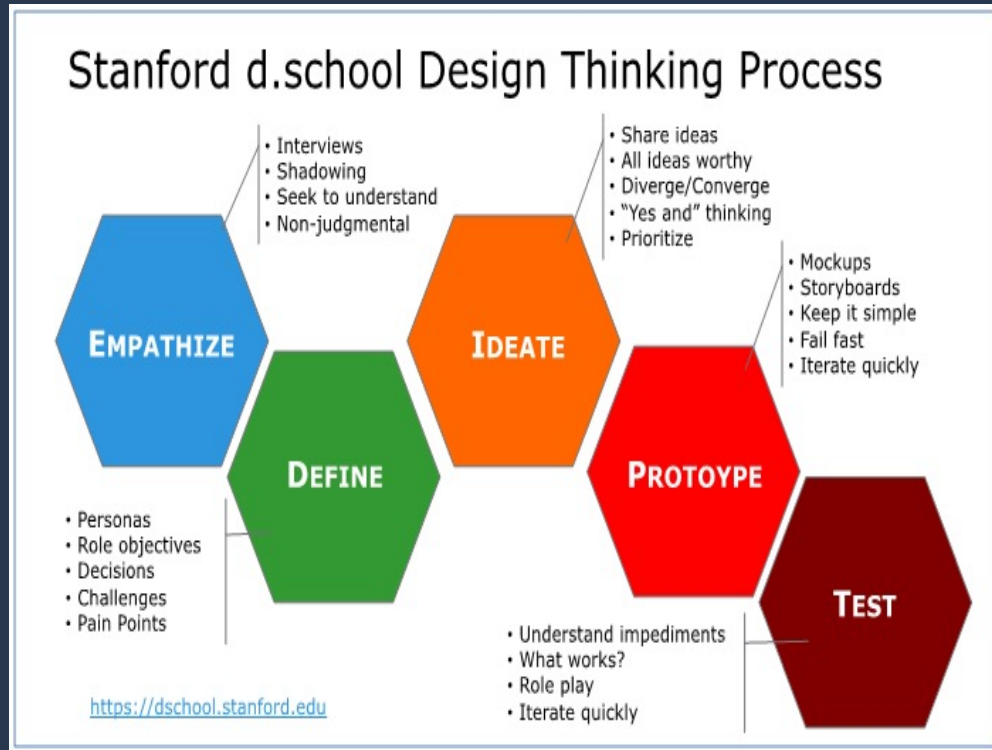 Stanford d.school Design Thinking Process
• Interviews
• Shadowing
• Seek to understand
• Non-judgmental
• Share ideas
• All ideas worthy
• Diverge/Converge
• “Yes and” thinking
• Prioritize
• Mockups
• Storyboards
• Keep it simple
• Fail fast
• Iterate quickly
EMPATHIZE
DEFINE
IDEATE
PROTOYPE
TEST
• Personas
• Role objectives
• Decisions
• Challenges
• Pain Points
• Understand impediments
• What works?
• Role play
• Iterate quickly
https://dschool.stanford.edu